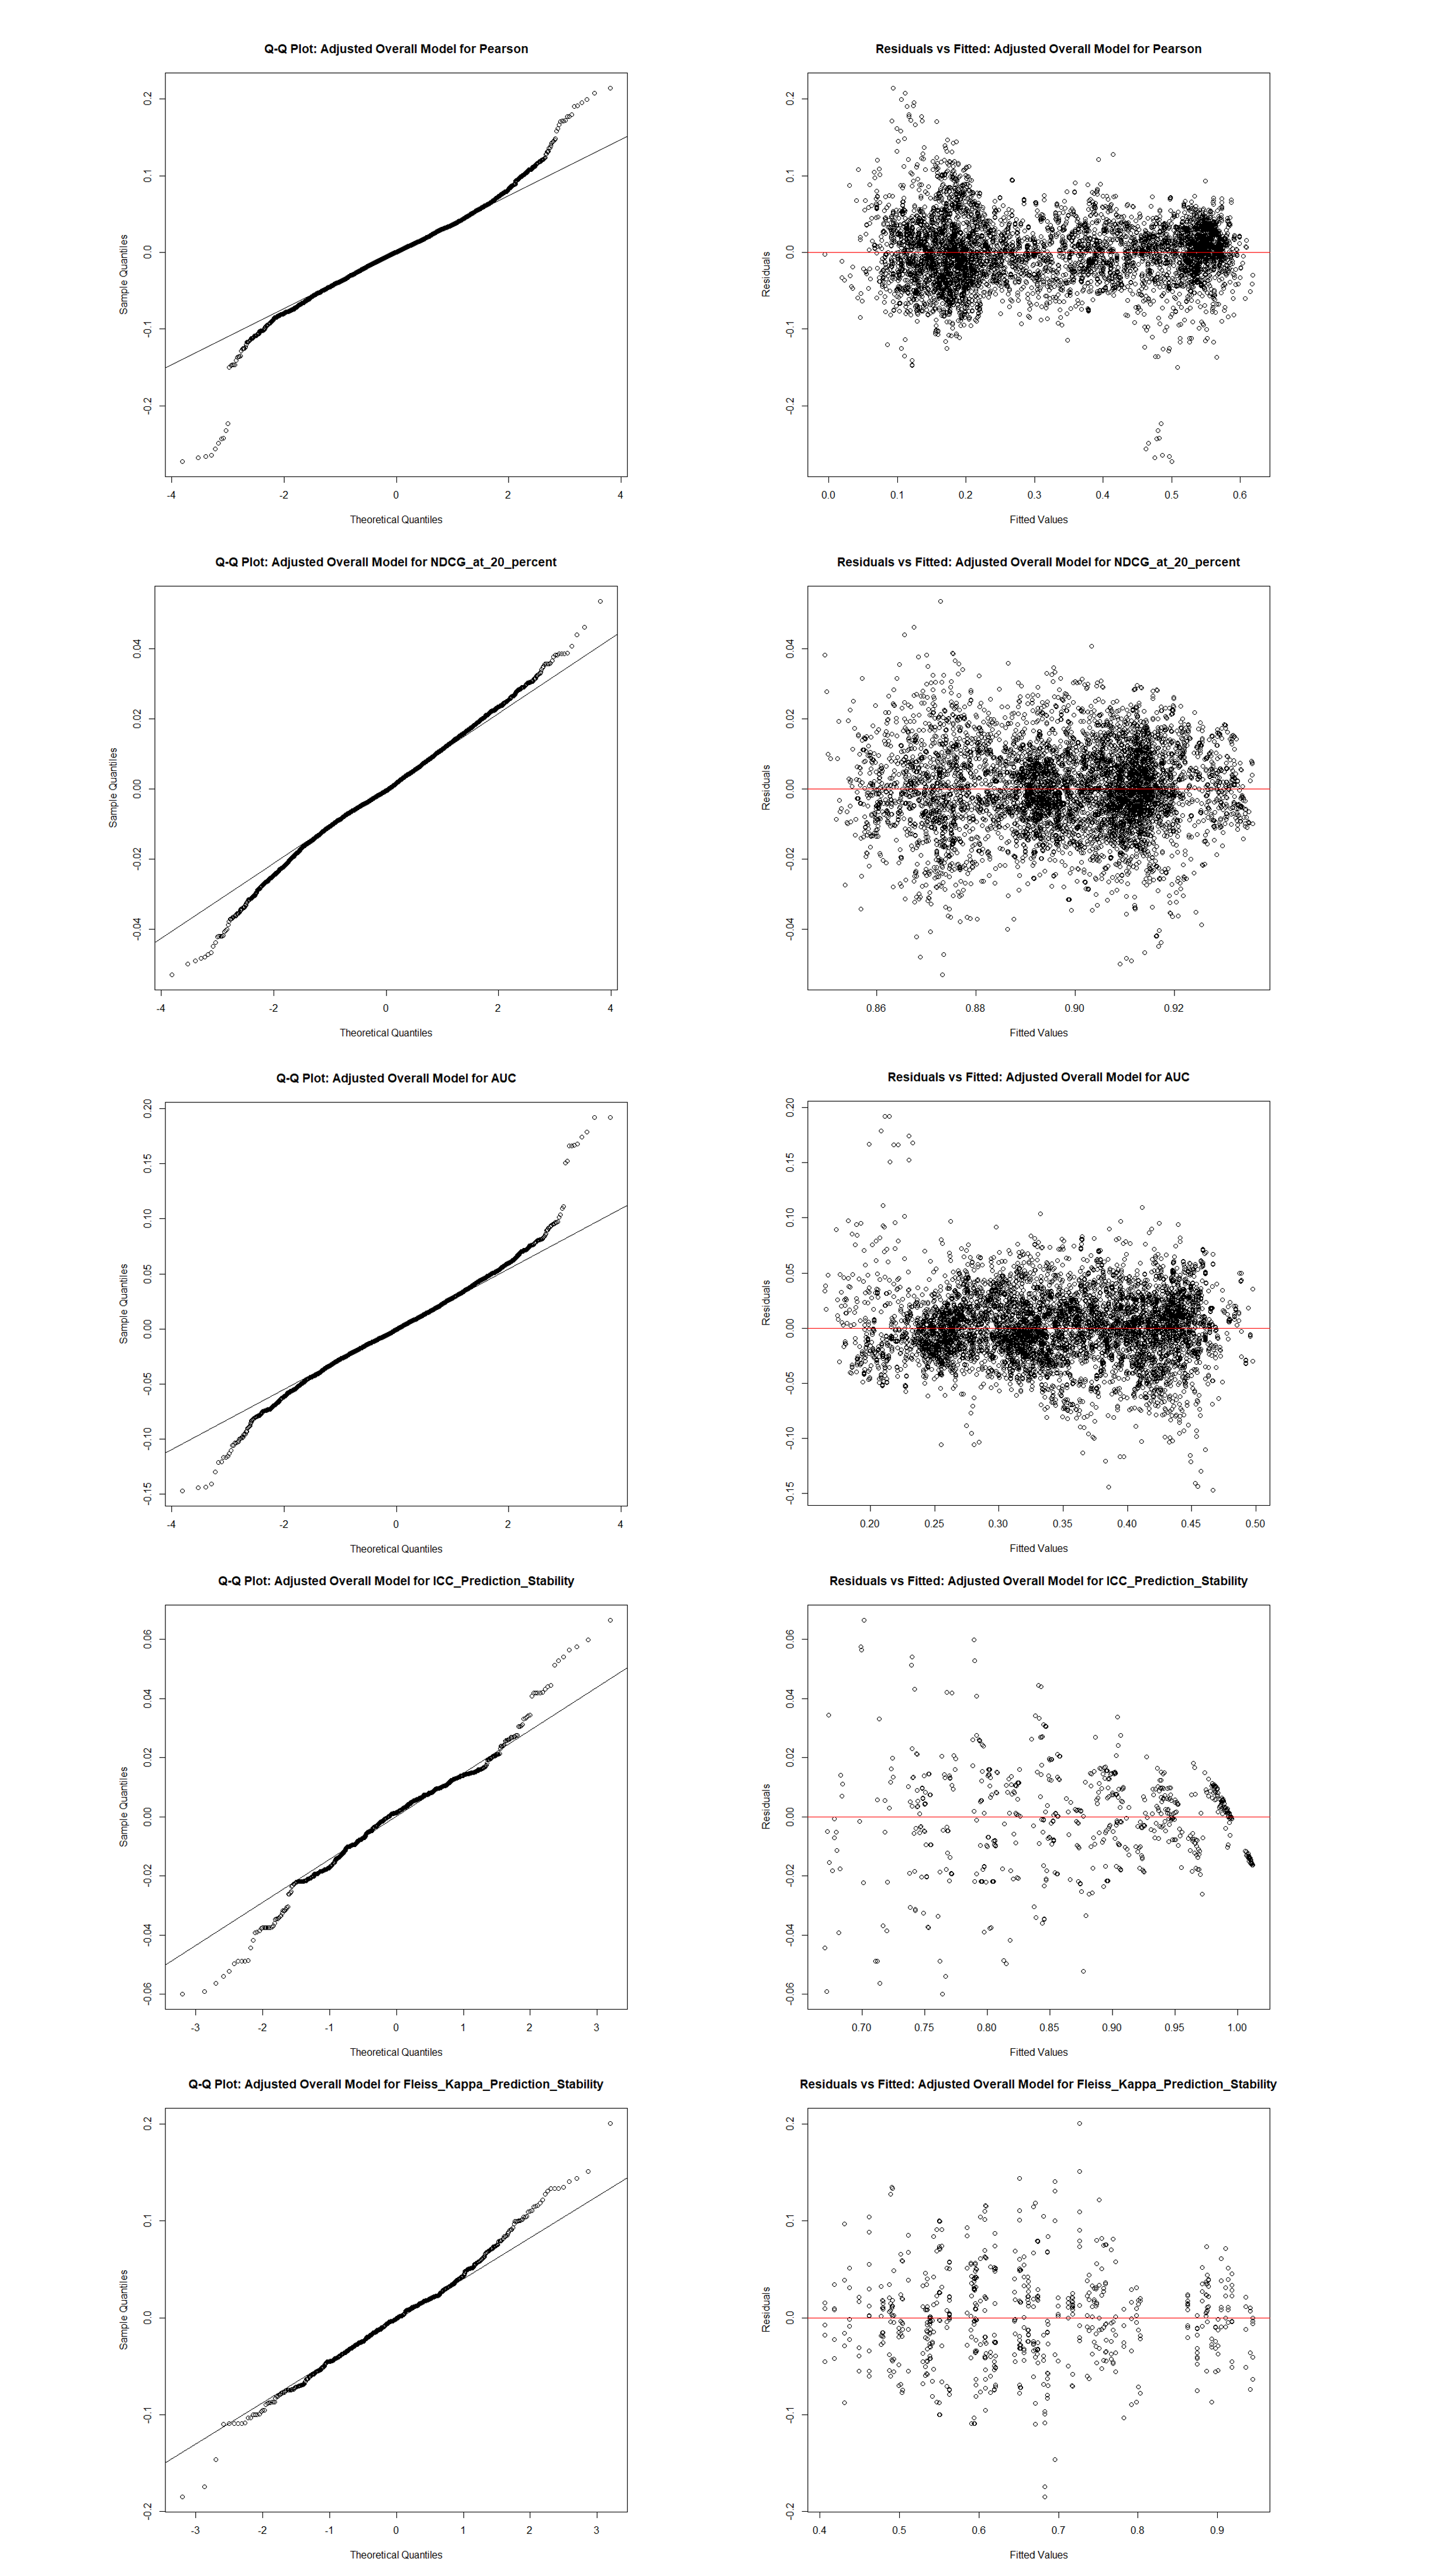 Q-Q Plot: Adjusted Overall Model for Pearson
Sample Quantiles
0.2
0.1
0.0
-0.1
-0.2
-4 -2 0 2 4
Theoretical Quantiles
Residuals vs Fitted: Adjusted Overall Model for Pearson
Residuals
0.2
0.1
0.0
-0.1
-0.2
0.0 0.1 0.2 0.3 0.4 0.5 0.6
Fitted Values
Q-Q Plot: Adjusted Overall Model for NDCG_at_20_percent
Sample Quantiles
0.04
0.02
0.00
-0.02
-0.04
-4 -2 0 2 4
Theoretical Quantiles
Residuals vs Fitted: Adjusted Overall Model for NDCG_at_20_percent
Residuals
0.04
0.02
0.00
-0.02
-0.04
0.86 0.88 0.90 0.92
Fitted Values
Q-Q Plot: Adjusted Overall Model for AUC
Sample Quantiles
0.20
0.15
0.10
0.05
0.00
-0.05
-0.10
-0.15
-4 -2 0 2 4
Theoretical Quantiles
Residuals vs Fitted: Adjusted Overall Model for AUC
Residuals
0.20
0.15
0.10
0.05
0.00
-0.05
-0.10
-0.15
0.20 0.25 0.30 0.35 0.40 0.45 0.50
Fitted Values
Q-Q Plot: Adjusted Overall Model for ICC_Prediction_Stability
Sample Quantiles
0.06
0.04
0.02
0.00
-0.02
-0.04
-0.06
-3 -2 -1 0 1 2 3
Theoretical Quantiles
Residuals vs Fitted: Adjusted Overall Model for ICC_Prediction_Stability
Residuals
0.06
0.04
0.02
0.00
-0.02
-0.04
-0.06
0.70 0.75 0.80 0.85 0.90 0.95 1.00
Fitted Values
Q-Q Plot: Adjusted Overall Model for Fleiss_Kappa_Prediction_Stability
Sample Quantiles
0.2
0.1
0.0
-0.1
-0.2
-3 -2 -1 0 1 2 3
Theoretical Quantiles
Residuals vs Fitted: Adjusted Overall Model for Fleiss_Kappa_Prediction_Stability
Residuals
0.2
0.1
0.0
-0.1
-0.2
0.4 0.5 0.6 0.7 0.8 0.9
Fitted Values